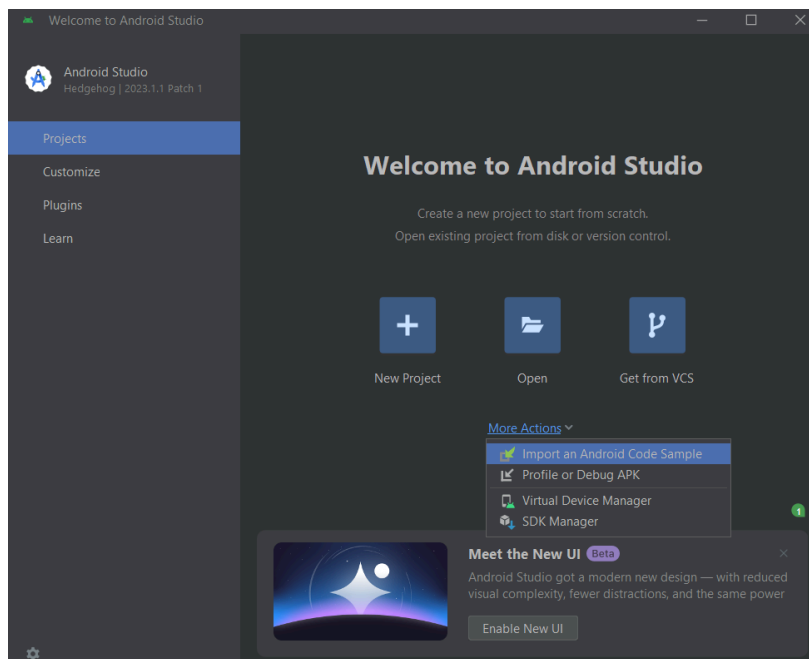 Welcome to Android Studio
Android Studio
Hedgehog | 2023.1.1 Patch 1
Projects
Customize
Plugins
Learn
Welcome to Android Studio
Create a new project to start from scratch.
Open existing project from disk or version control.
New Project
Open
Get from VCS
More Actions
Import an Android Code Sample
Profile or Debug APK
Virtual Device Manager
SDK Manager
1
Meet the New UI Beta
Android Studio got a modern new design — with reduced
visual complexity, fewer distractions, and the same power
Enable New UI